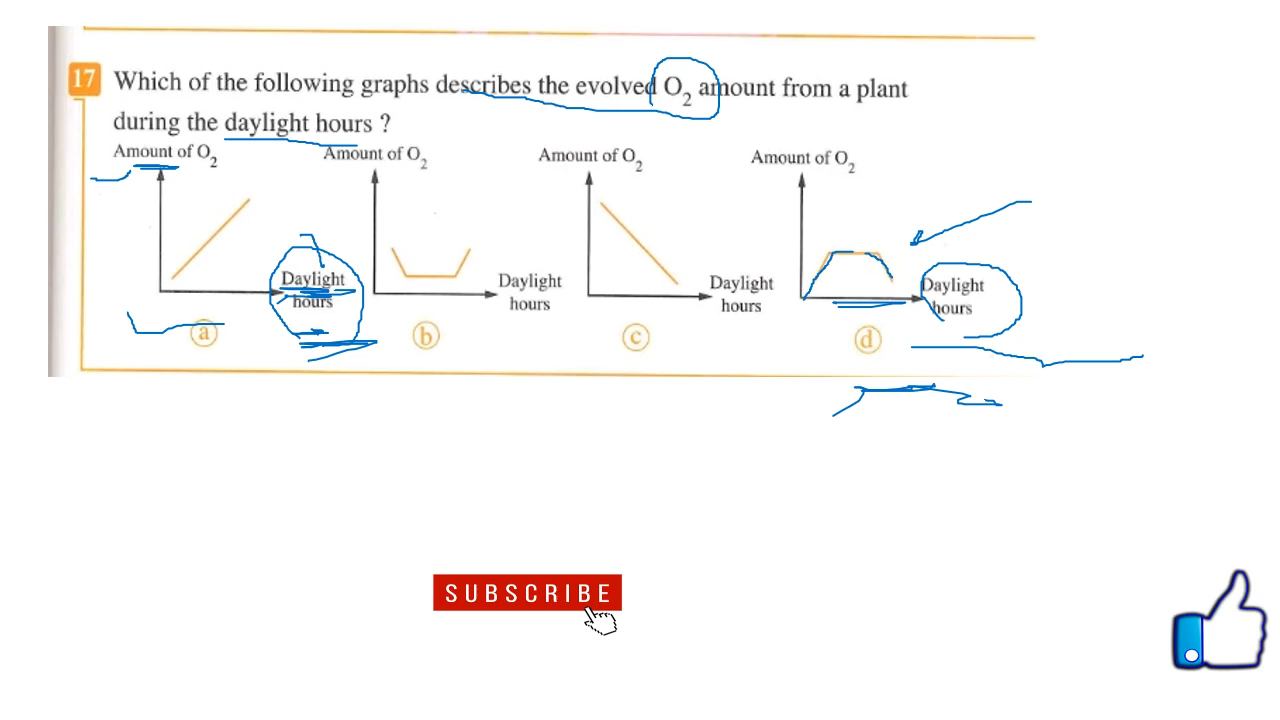 17 Which of the following graphs describes the evolved O₂ amount from a plant
during the daylight hours ?
Amount of O₂
Daylight
hours
a
Amount of O₂
Daylight
hours
b
Amount of O₂
Daylight
hours
c
Amount of O₂
Daylight
hours
d
SUBSCRIBE